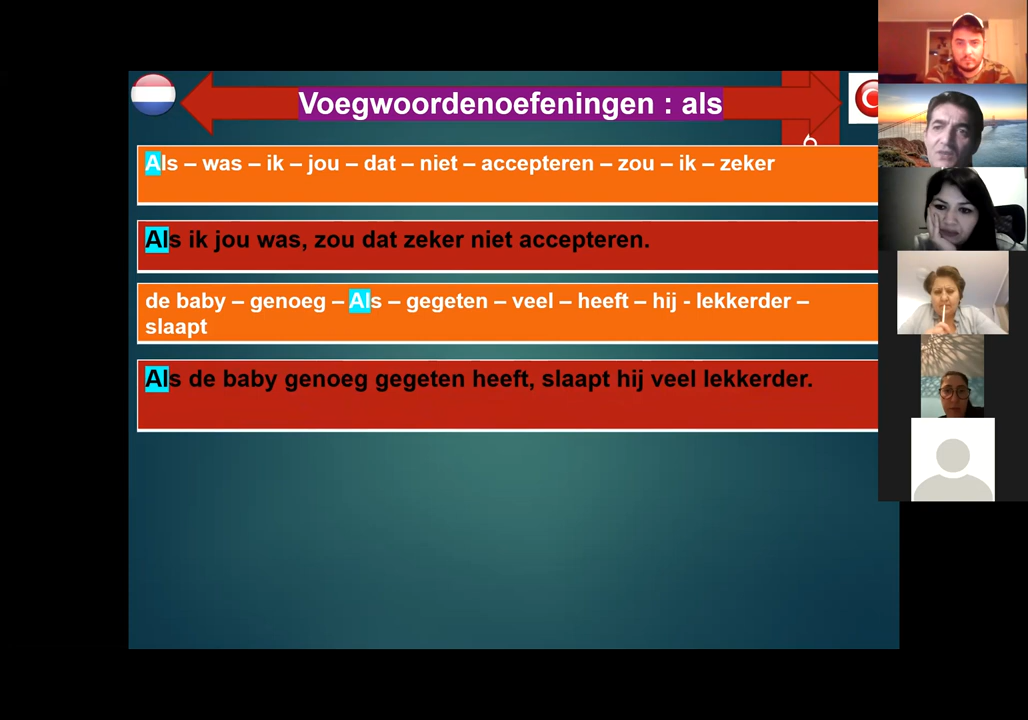 Voegwoordenoefeningen : als
Als – was – ik – jou – dat – niet – accepteren – zou – ik – zeker
Als ik jou was, zou dat zeker niet accepteren.
de baby – genoeg – Als – gegeten – veel – heeft – hij - lekkerder –
slaapt
Als de baby genoeg gegeten heeft, slaapt hij veel lekkerder.